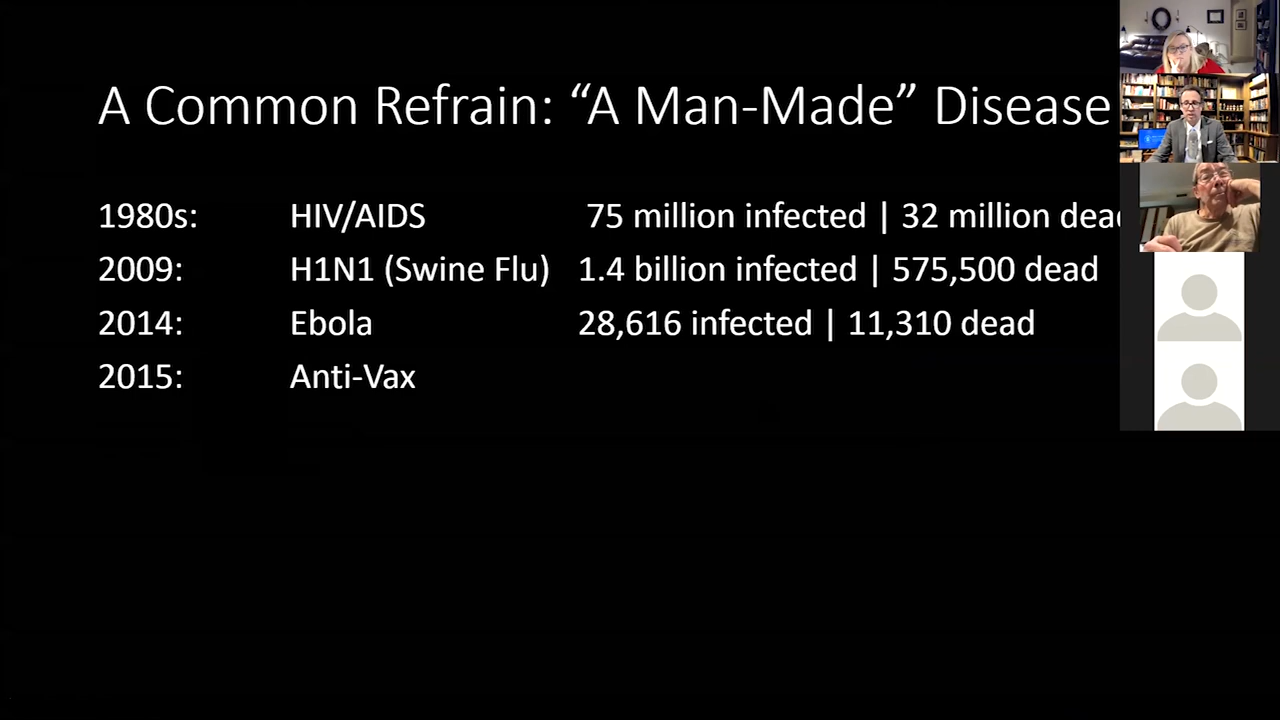 A Common Refrain: “A Man-Made” Disease
1980s: HIV/AIDS 75 million infected | 32 million dead
2009: H1N1 (Swine Flu) 1.4 billion infected | 575,500 dead
2014: Ebola 28,616 infected | 11,310 dead
2015: Anti-Vax